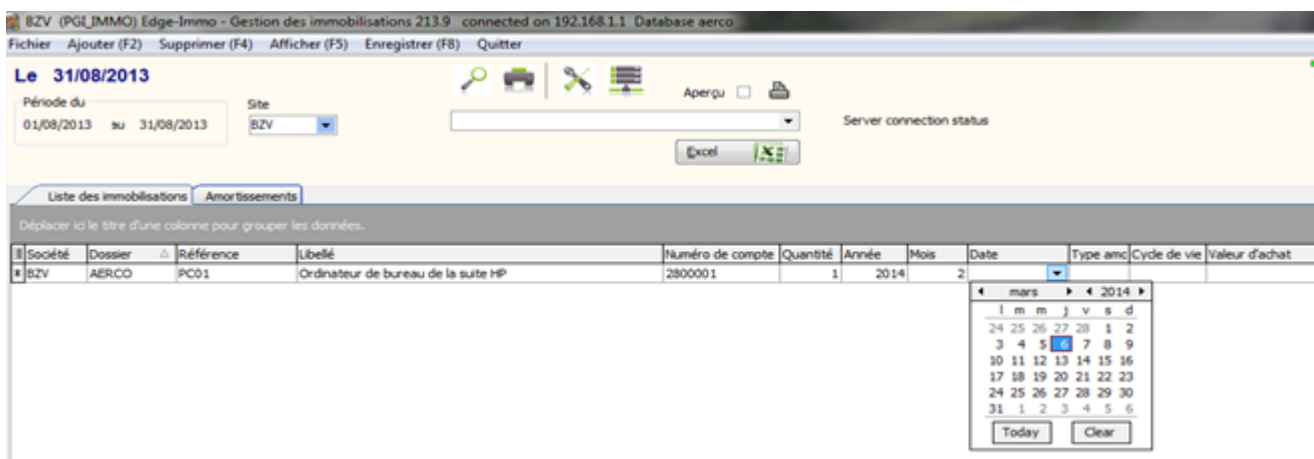 BZV (PGI_IMMO) Edge-Immo - Gestion des immobilisations 213.9 connected on 192.168.1.1 Database aerco
Fichier Ajouter (F2) Supprimer (F4) Afficher (F5) Enregistrer (F8) Quitter
Le 31/08/2013
Aperçu
Période du
Site
01/08/2013 au 31/08/2013 BZV
Server connection status
Excel
Liste des immobilisations Amortissements
Déplacer ici le titre d'une colonne pour grouper les données.
Société Dossier Référence Libellé Numéro de compte Quantité Année Mois Date Type amc Cycle de vie Valeur d'achat
BZV AERCO PC01 Ordinateur de bureau de la suite HP 2800001 1 2014 2
mars 2014
l m m j v s d
24 25 26 27 28 1 2
3 4 5 6 7 8 9
10 11 12 13 14 15 16
17 18 19 20 21 22 23
24 25 26 27 28 29 30
31 1 2 3 4 5 6
Today Clear